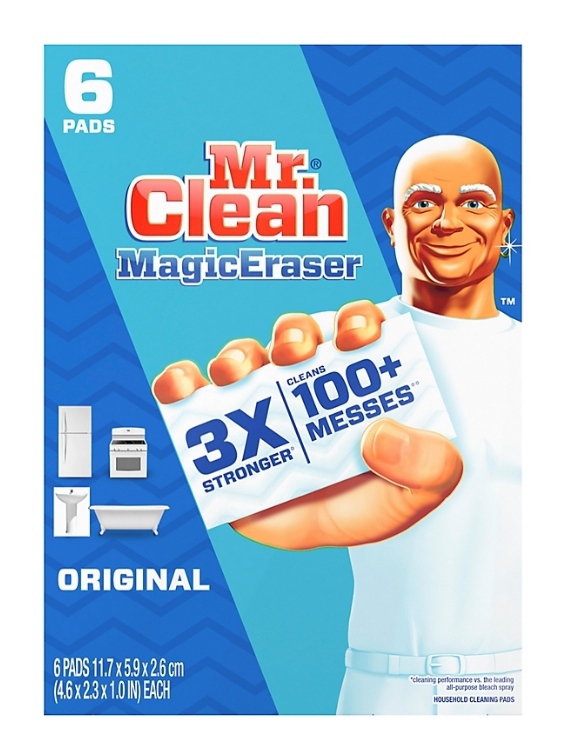 6
PADS
Mr.®
Clean
MagicEraser
TM
3X
STRONGER*
CLEANS
100+
MESSES**
ORIGINAL
6 PADS 11.7 x 5.9 x 2.6 cm
(4.6 x 2.3 x 1.0 IN) EACH
*cleaning performance vs. the leading
all-purpose bleach spray
HOUSEHOLD CLEANING PADS